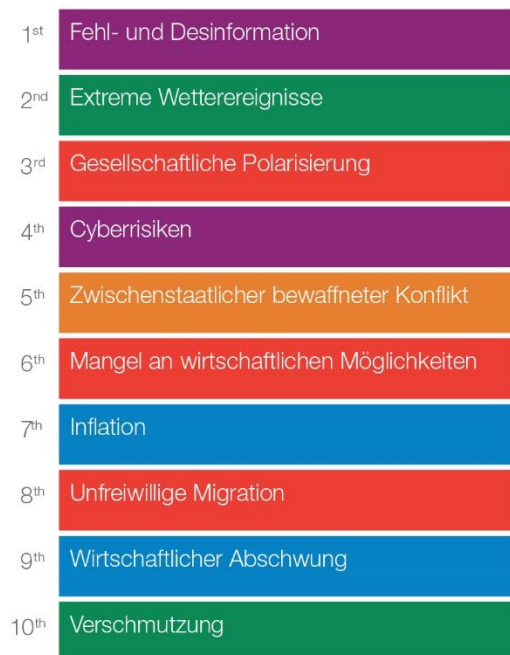 1st Fehl- und Desinformation
2nd Extreme Wetterereignisse
3rd Gesellschaftliche Polarisierung
4th Cyberrisiken
5th Zwischenstaatlicher bewaffneter Konflikt
6th Mangel an wirtschaftlichen Möglichkeiten
7th Inflation
8th Unfreiwillige Migration
9th Wirtschaftlicher Abschwung
10th Verschmutzung